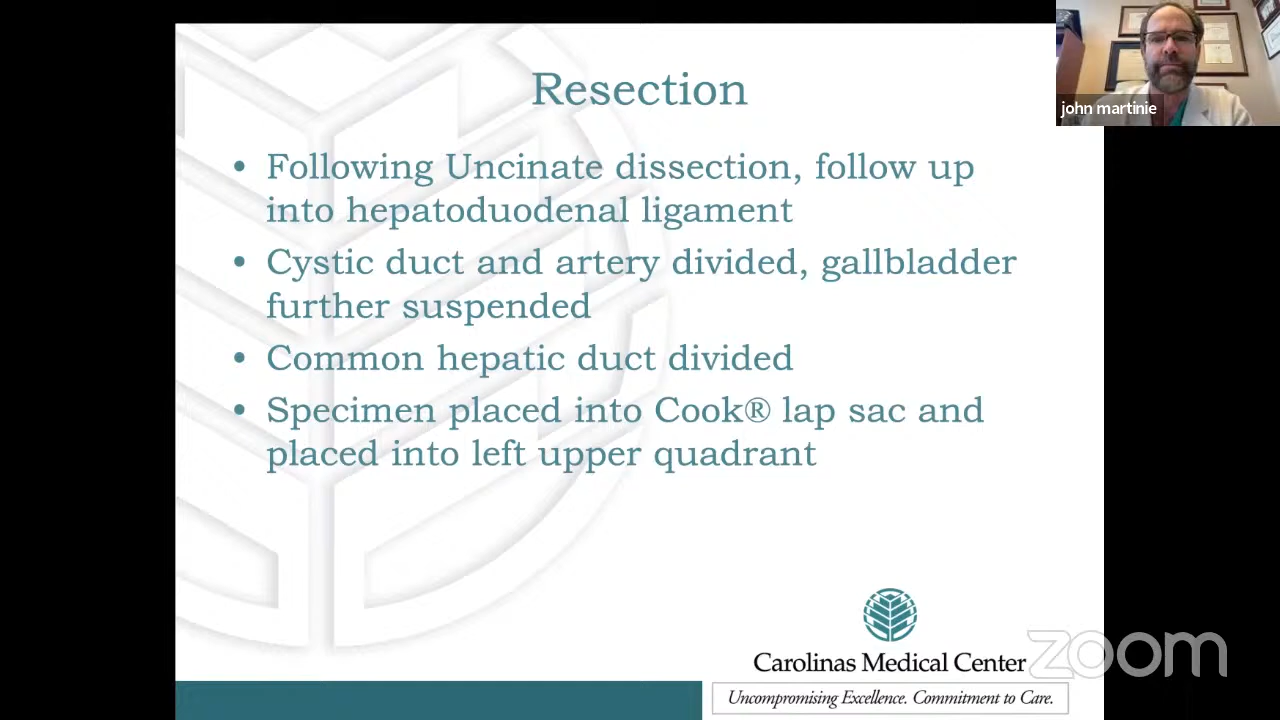 Resection
• Following Uncinate dissection, follow up
into hepatoduodenal ligament
• Cystic duct and artery divided, gallbladder
further suspended
• Common hepatic duct divided
• Specimen placed into Cook® lap sac and
placed into left upper quadrant
john martinie
Carolinas Medical Center
Uncompromising Excellence. Commitment to Care.
zoom